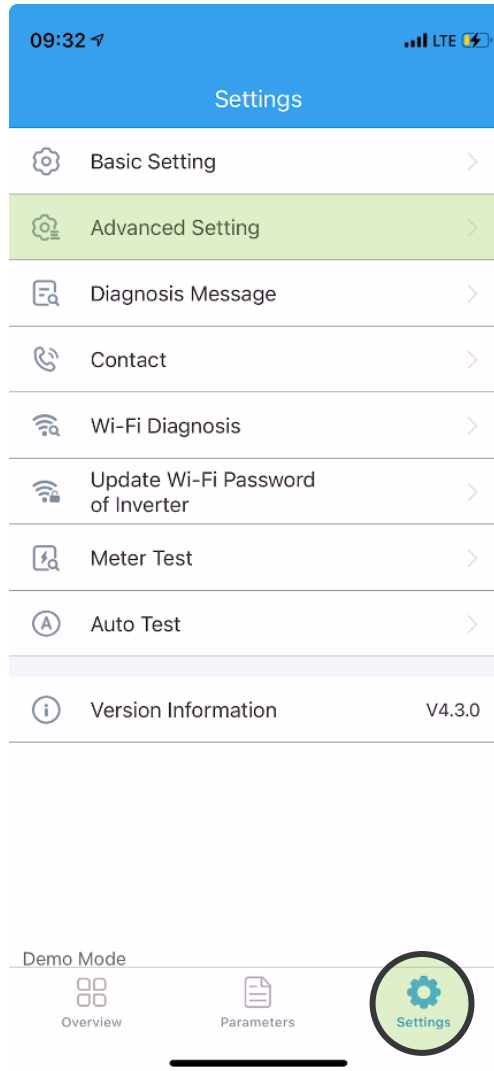 09:32 LTE
Settings
Basic Setting
Advanced Setting
Diagnosis Message
Contact
Wi-Fi Diagnosis
Update Wi-Fi Password
of Inverter
Meter Test
A Auto Test
Version Information V4.3.0
Demo Mode
Overview Parameters Settings